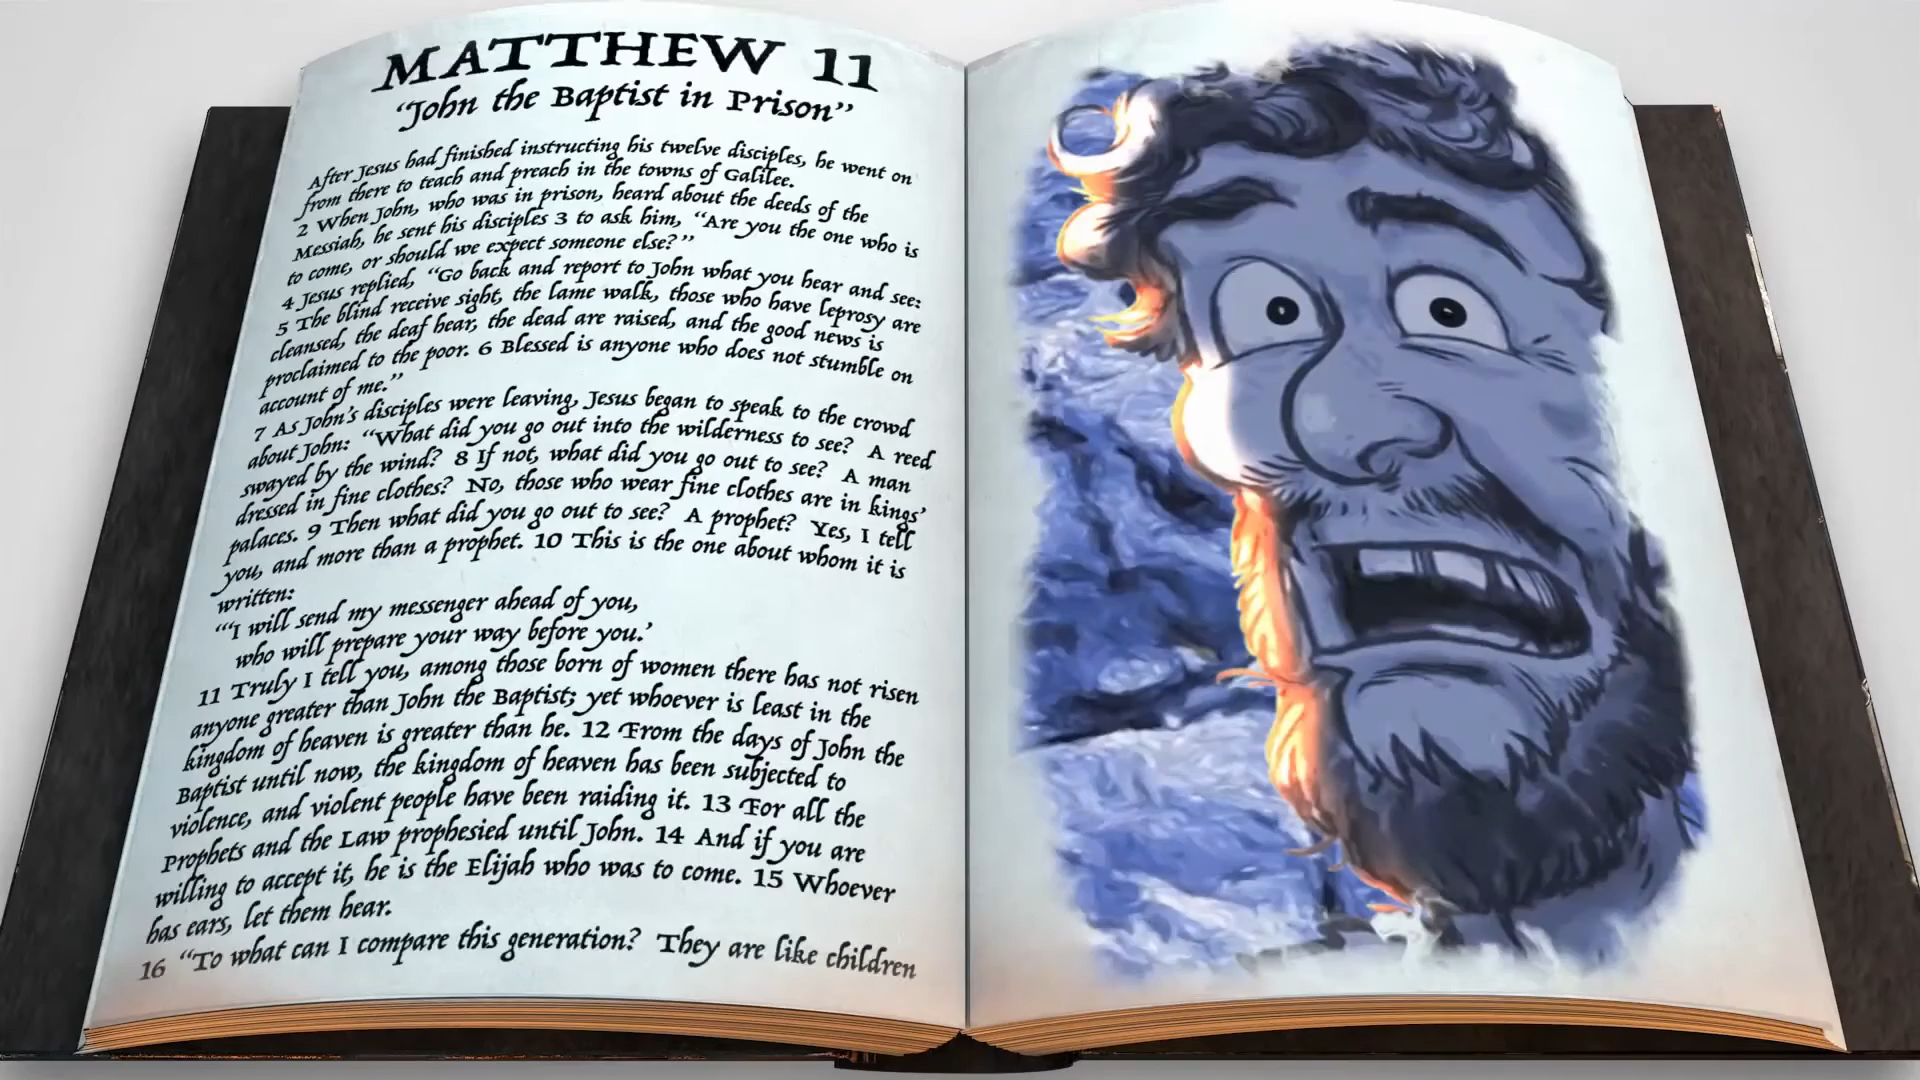 MATTHEW 11
“John the Baptist in Prison”
After Jesus had finished instructing his twelve disciples, he went on
from there to teach and preach in the towns of Galilee.
2 When John, who was in prison, heard about the deeds of the
Messiah, he sent his disciples 3 to ask him, “Are you the one who is
to come, or should we expect someone else?”
4 Jesus replied, “Go back and report to John what you hear and see:
5 The blind receive sight, the lame walk, those who have leprosy are
cleansed, the deaf hear, the dead are raised, and the good news is
proclaimed to the poor. 6 Blessed is anyone who does not stumble on
account of me.”
7 As John’s disciples were leaving, Jesus began to speak to the crowd
about John: “What did you go out into the wilderness to see? A reed
swayed by the wind? 8 If not, what did you go out to see? A man
dressed in fine clothes? No, those who wear fine clothes are in kings’
palaces. 9 Then what did you go out to see? A prophet? Yes, I tell
you, and more than a prophet. 10 This is the one about whom it is
written:
“‘I will send my messenger ahead of you,
who will prepare your way before you.’
11 Truly I tell you, among those born of women there has not risen
anyone greater than John the Baptist; yet whoever is least in the
kingdom of heaven is greater than he. 12 From the days of John the
Baptist until now, the kingdom of heaven has been subjected to
violence, and violent people have been raiding it. 13 For all the
Prophets and the Law prophesied until John. 14 And if you are
willing to accept it, he is the Elijah who was to come. 15 Whoever
has ears, let them hear.
16 “To what can I compare this generation? They are like children